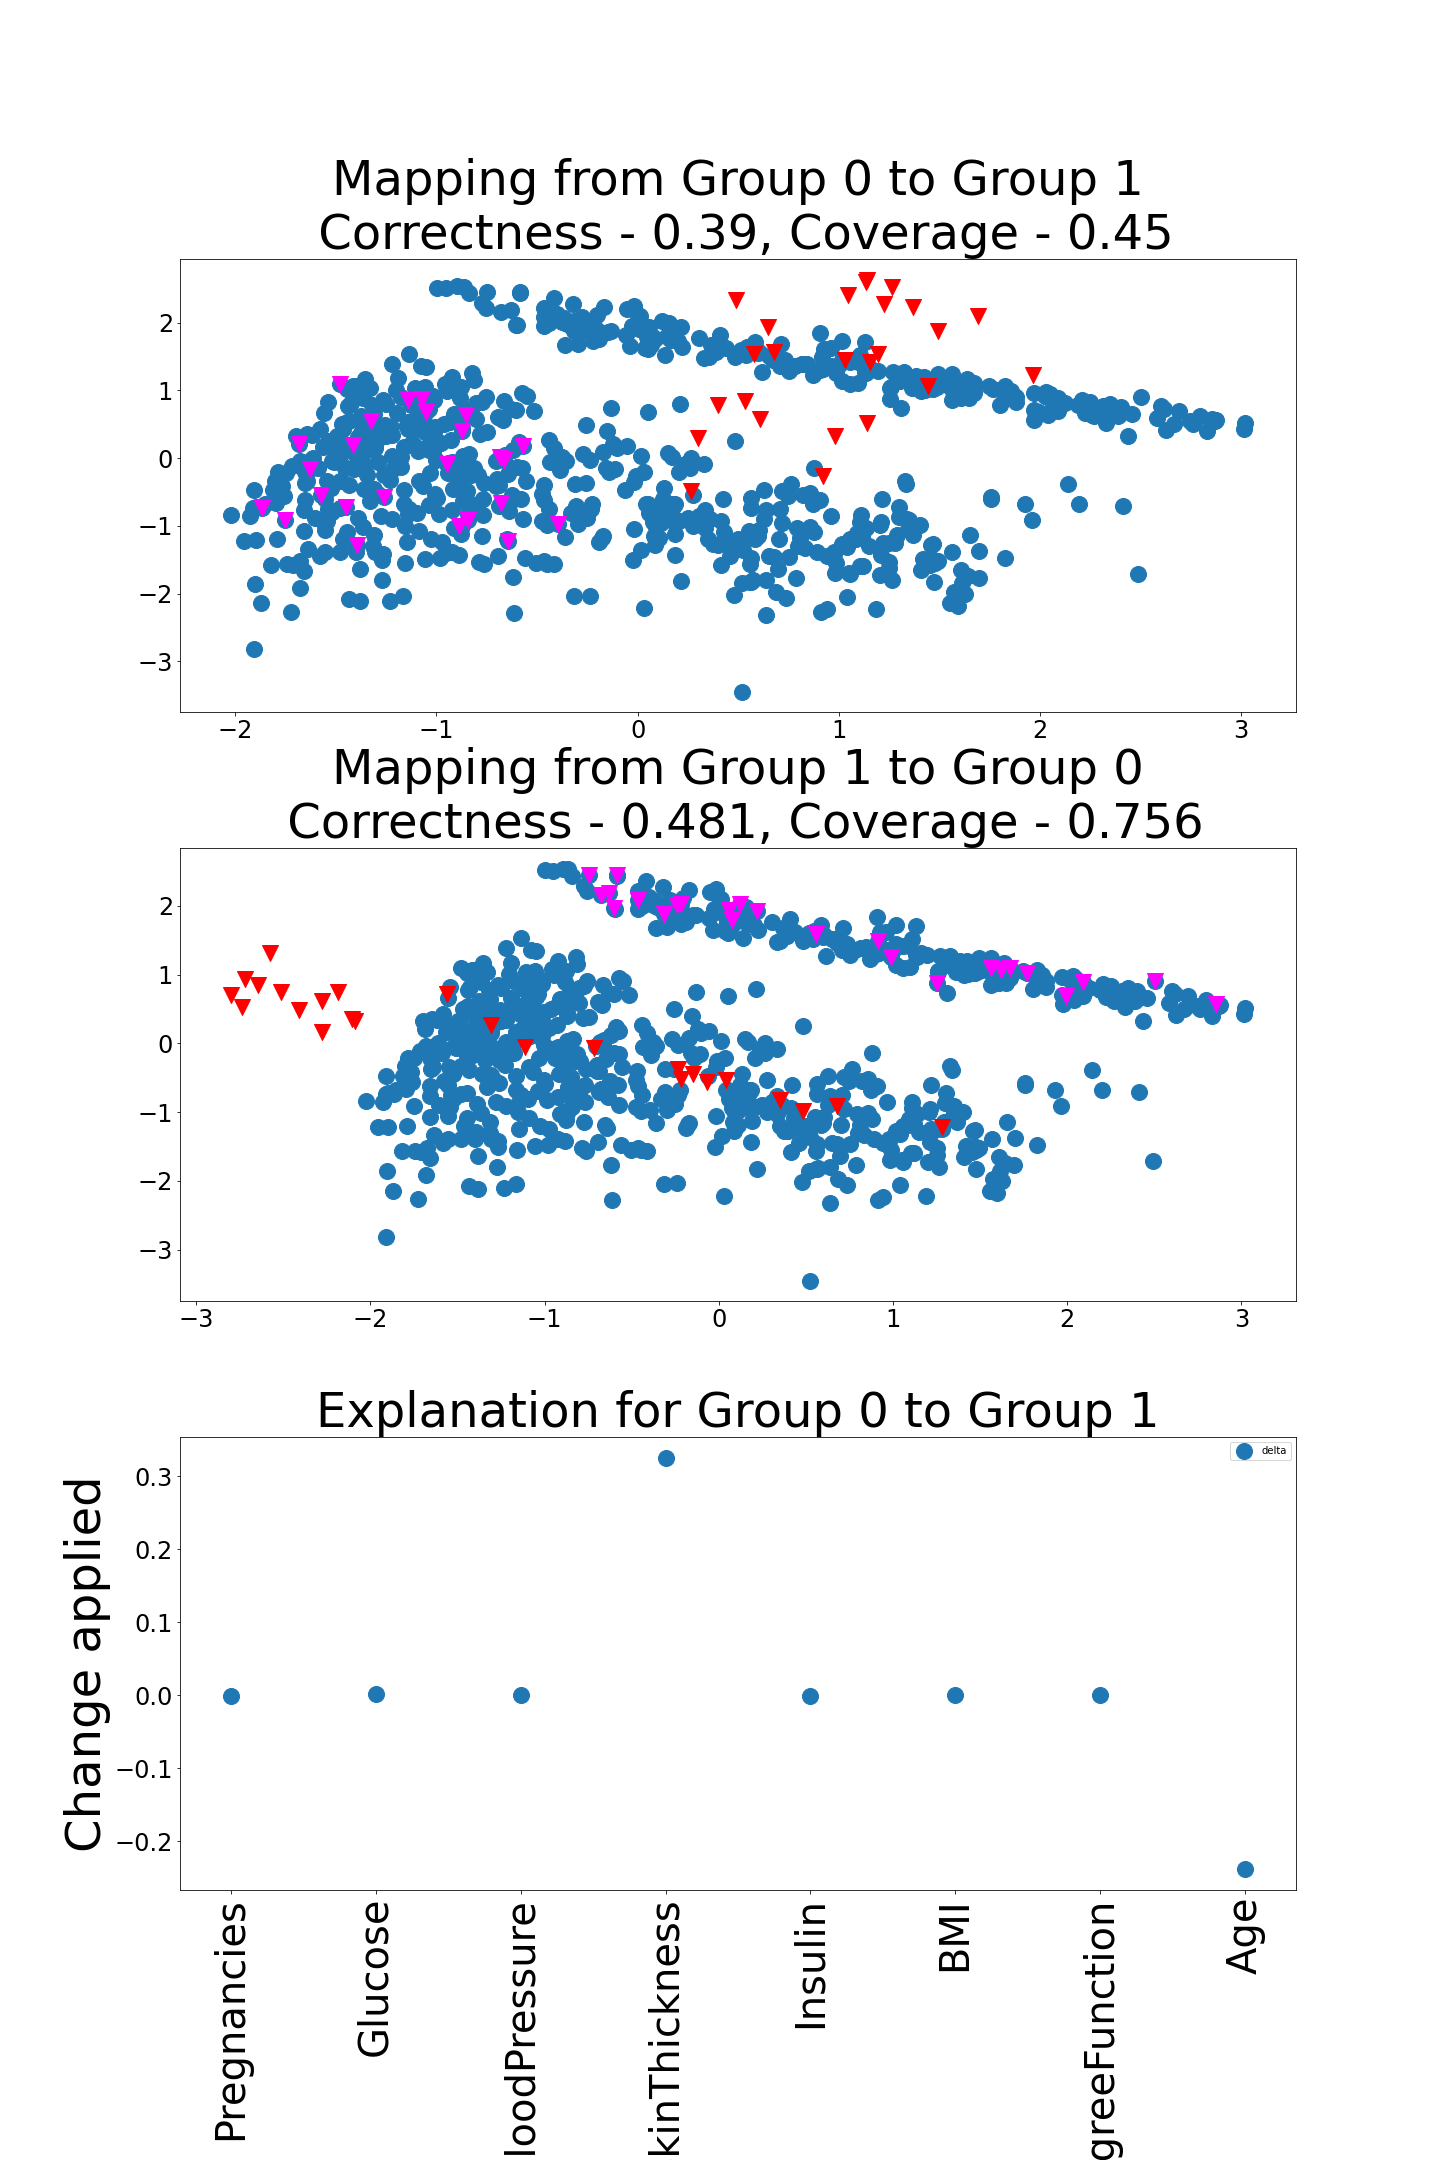 Mapping from Group 0 to Group 1
Correctness - 0.39, Coverage - 0.45
2
1
0
−1
−2
−3
−2 −1 0 1 2 3
Mapping from Group 1 to Group 0
Correctness - 0.481, Coverage - 0.756
2
1
0
−1
−2
−3
−3 −2 −1 0 1 2 3
Explanation for Group 0 to Group 1
delta
Change applied
0.3
0.2
0.1
0.0
−0.1
−0.2
Pregnancies
Glucose
loodPressure
kinThickness
Insulin
BMI
greeFunction
Age